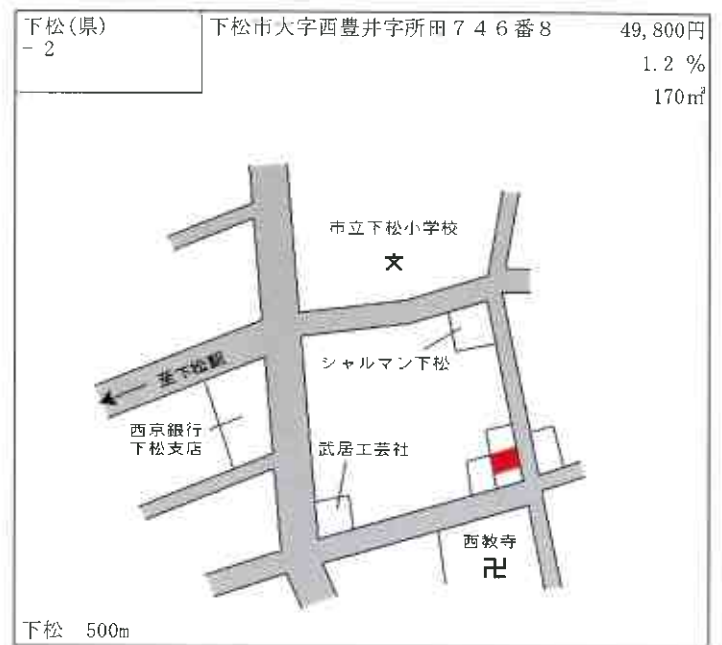 下松(県)
- 2
下松市大字西豊井字所田746番8
49,800円
1.2 %
170㎡
市立下松小学校
文
シャルマン下松
至下松駅
西京銀行
下松支店
武居工芸社
西教寺
卍
下松 500m